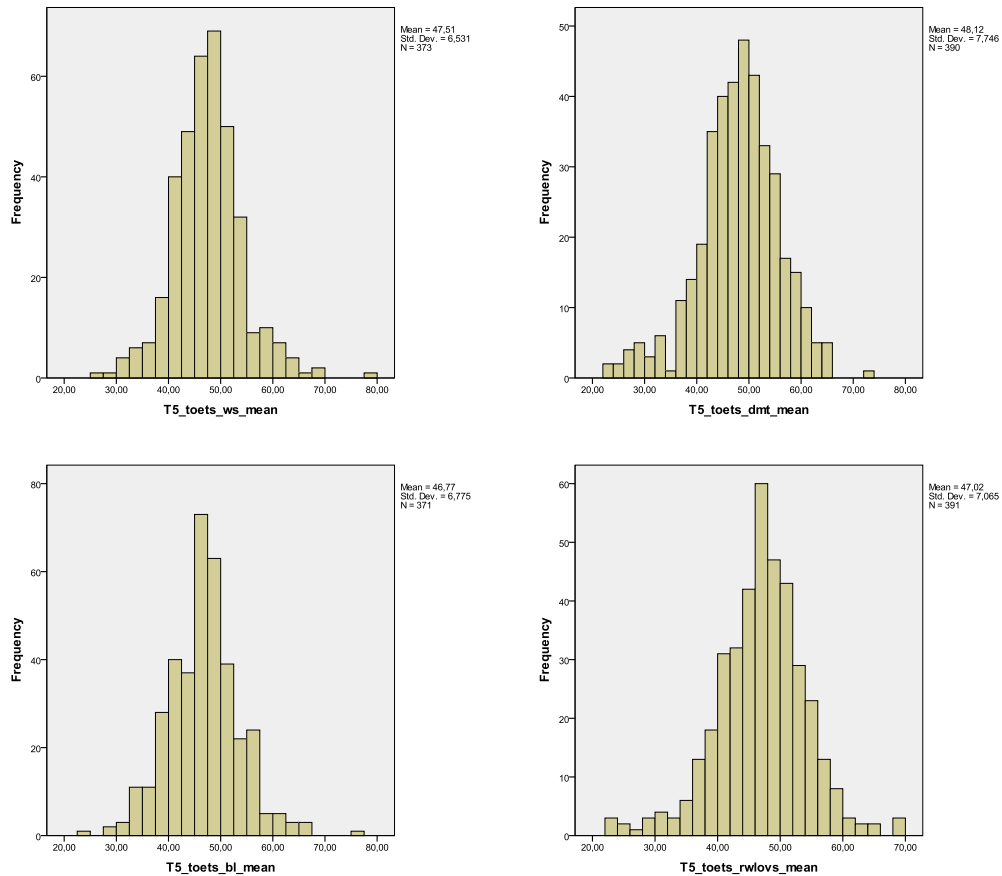 Mean = 47,51
Std. Dev. = 6,531
N = 373
Frequency
60
40
20
0
20,00 30,00 40,00 50,00 60,00 70,00 80,00
T5_toets_ws_mean
Mean = 48,12
Std. Dev. = 7,746
N = 390
Frequency
50
40
30
20
10
0
20,00 30,00 40,00 50,00 60,00 70,00 80,00
T5_toets_dmt_mean
Mean = 46,77
Std. Dev. = 6,775
N = 371
Frequency
80
60
40
20
0
20,00 30,00 40,00 50,00 60,00 70,00 80,00
T5_toets_bl_mean
Mean = 47,02
Std. Dev. = 7,065
N = 391
Frequency
60
50
40
30
20
10
0
20,00 30,00 40,00 50,00 60,00 70,00
T5_toets_rwlovs_mean